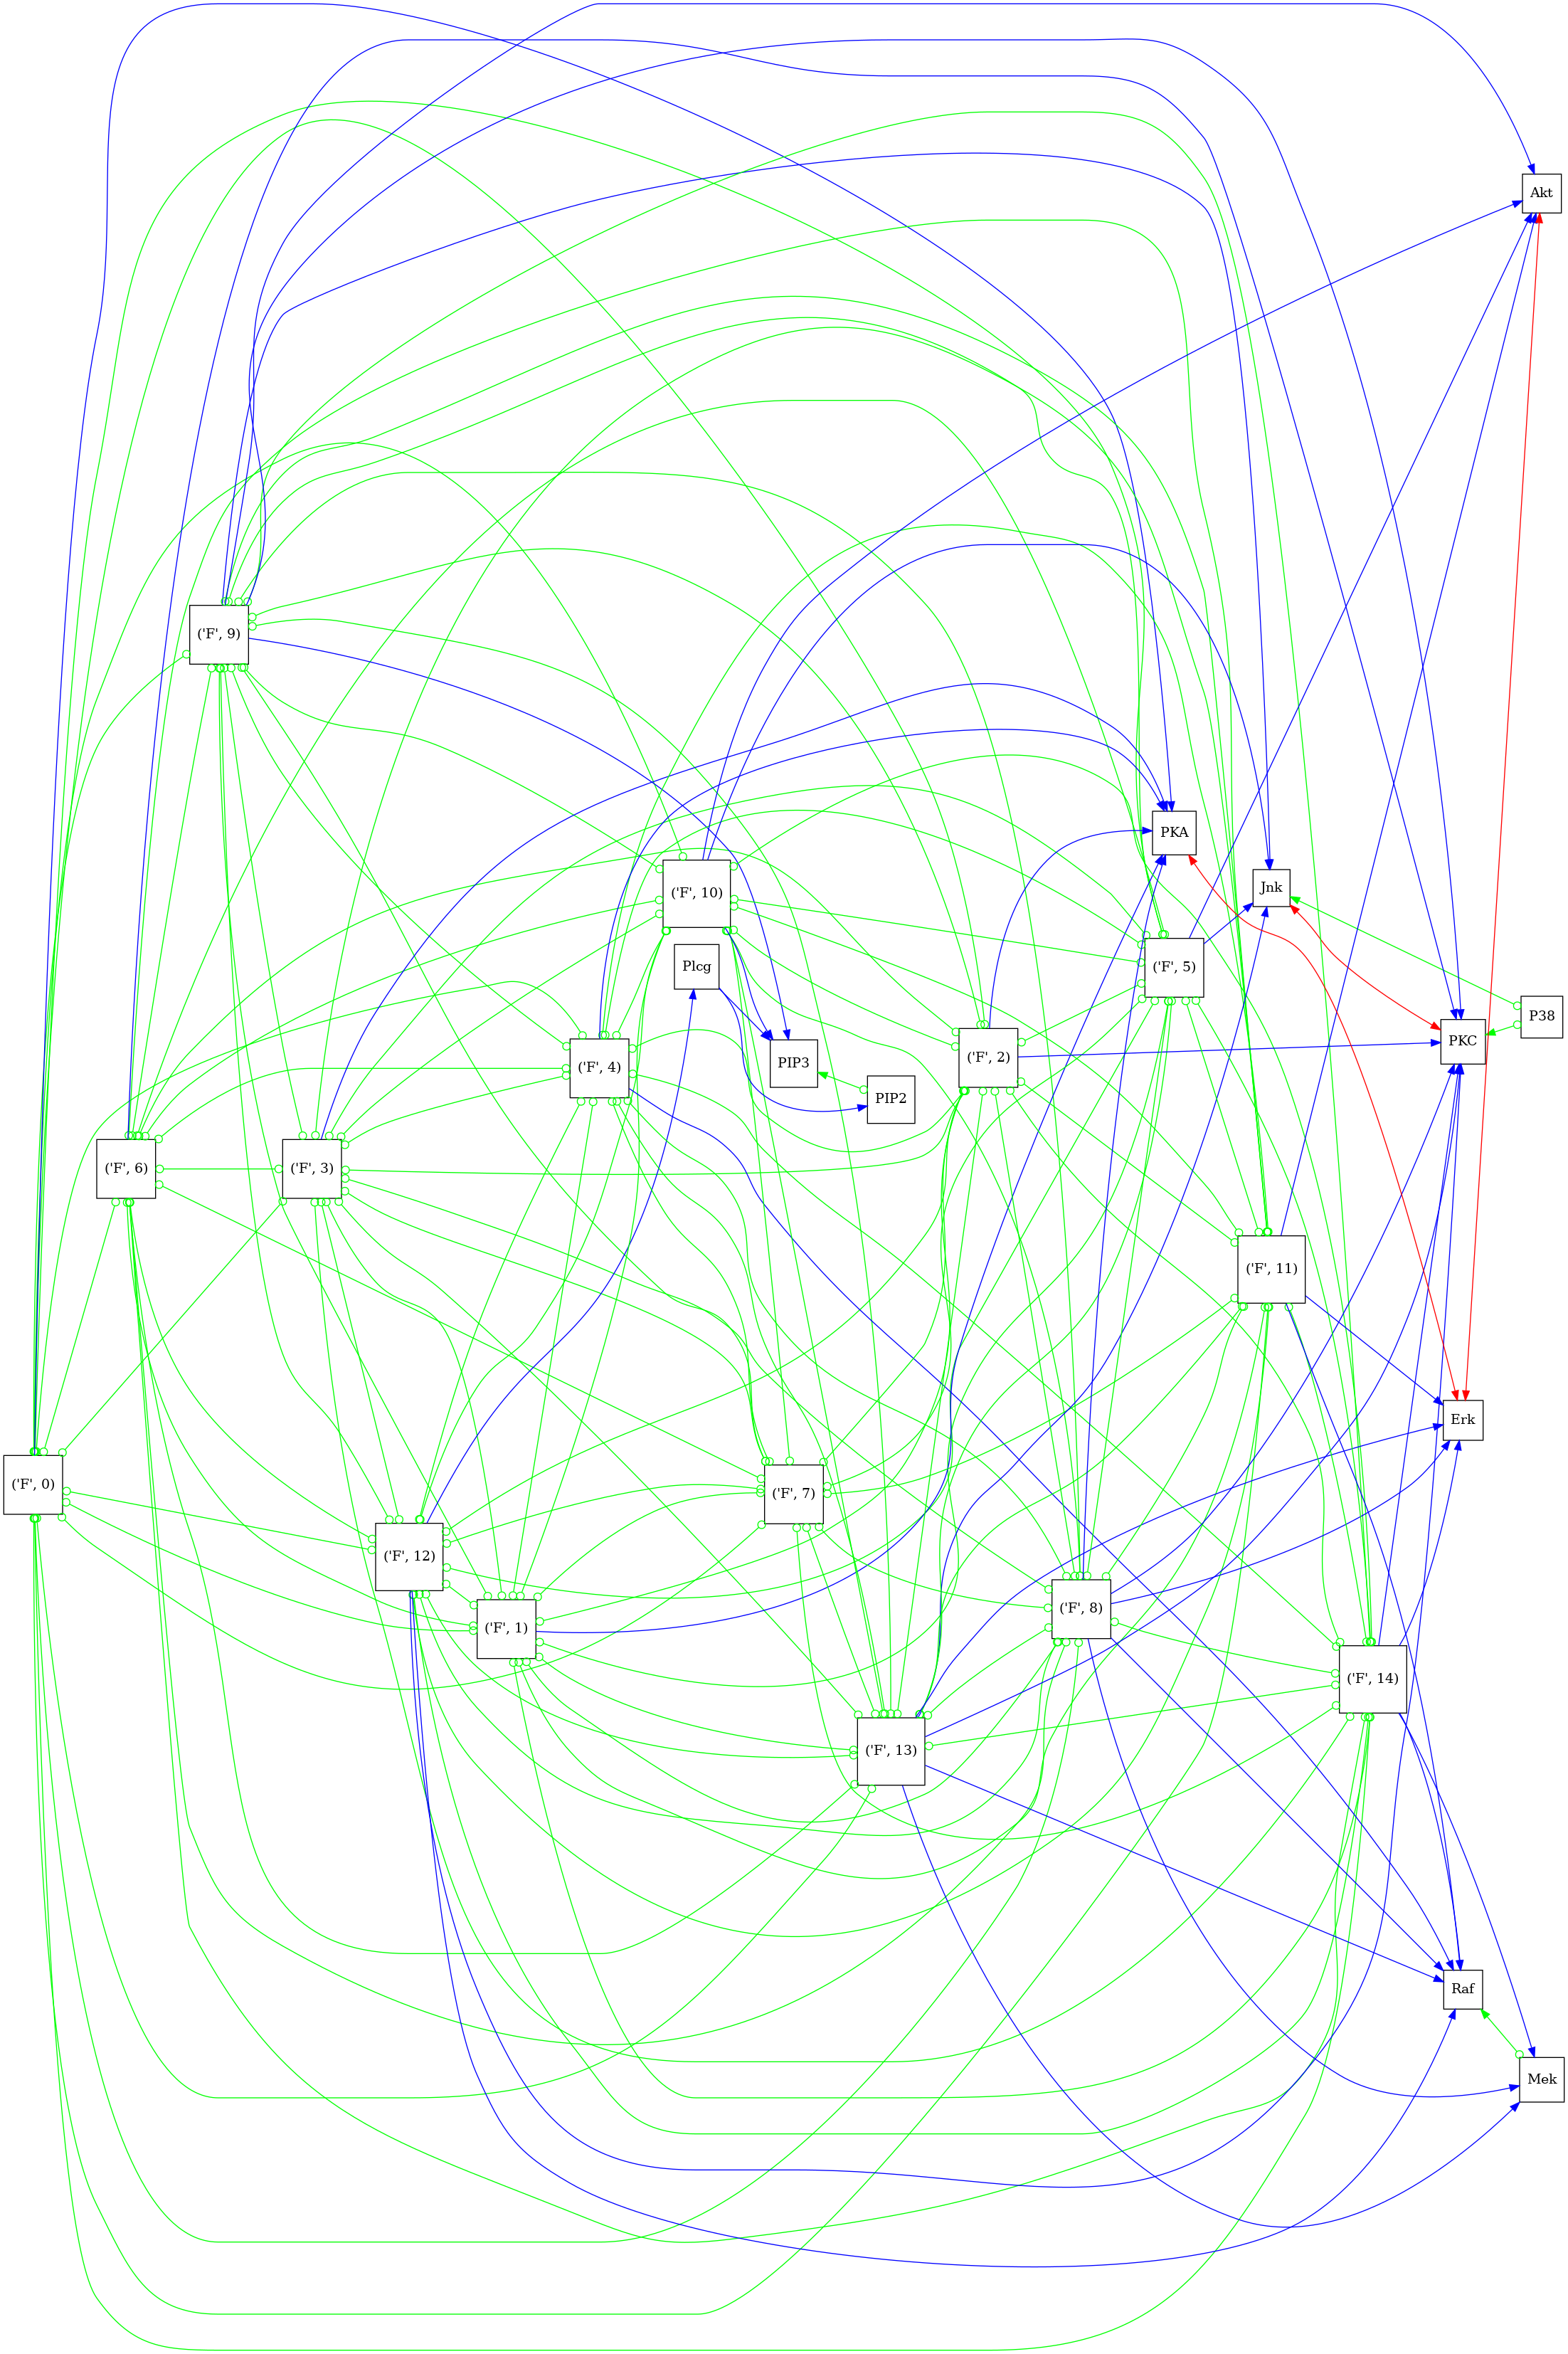 Akt
('F', 9)
PKA
('F', 10)
Jnk
Plcg
('F', 5)
P38
PKC
('F', 2)
PIP3
('F', 4)
PIP2
('F', 6)
('F', 3)
('F', 11)
Erk
('F', 0)
('F', 7)
('F', 12)
('F', 8)
('F', 1)
('F', 14)
('F', 13)
Raf
Mek